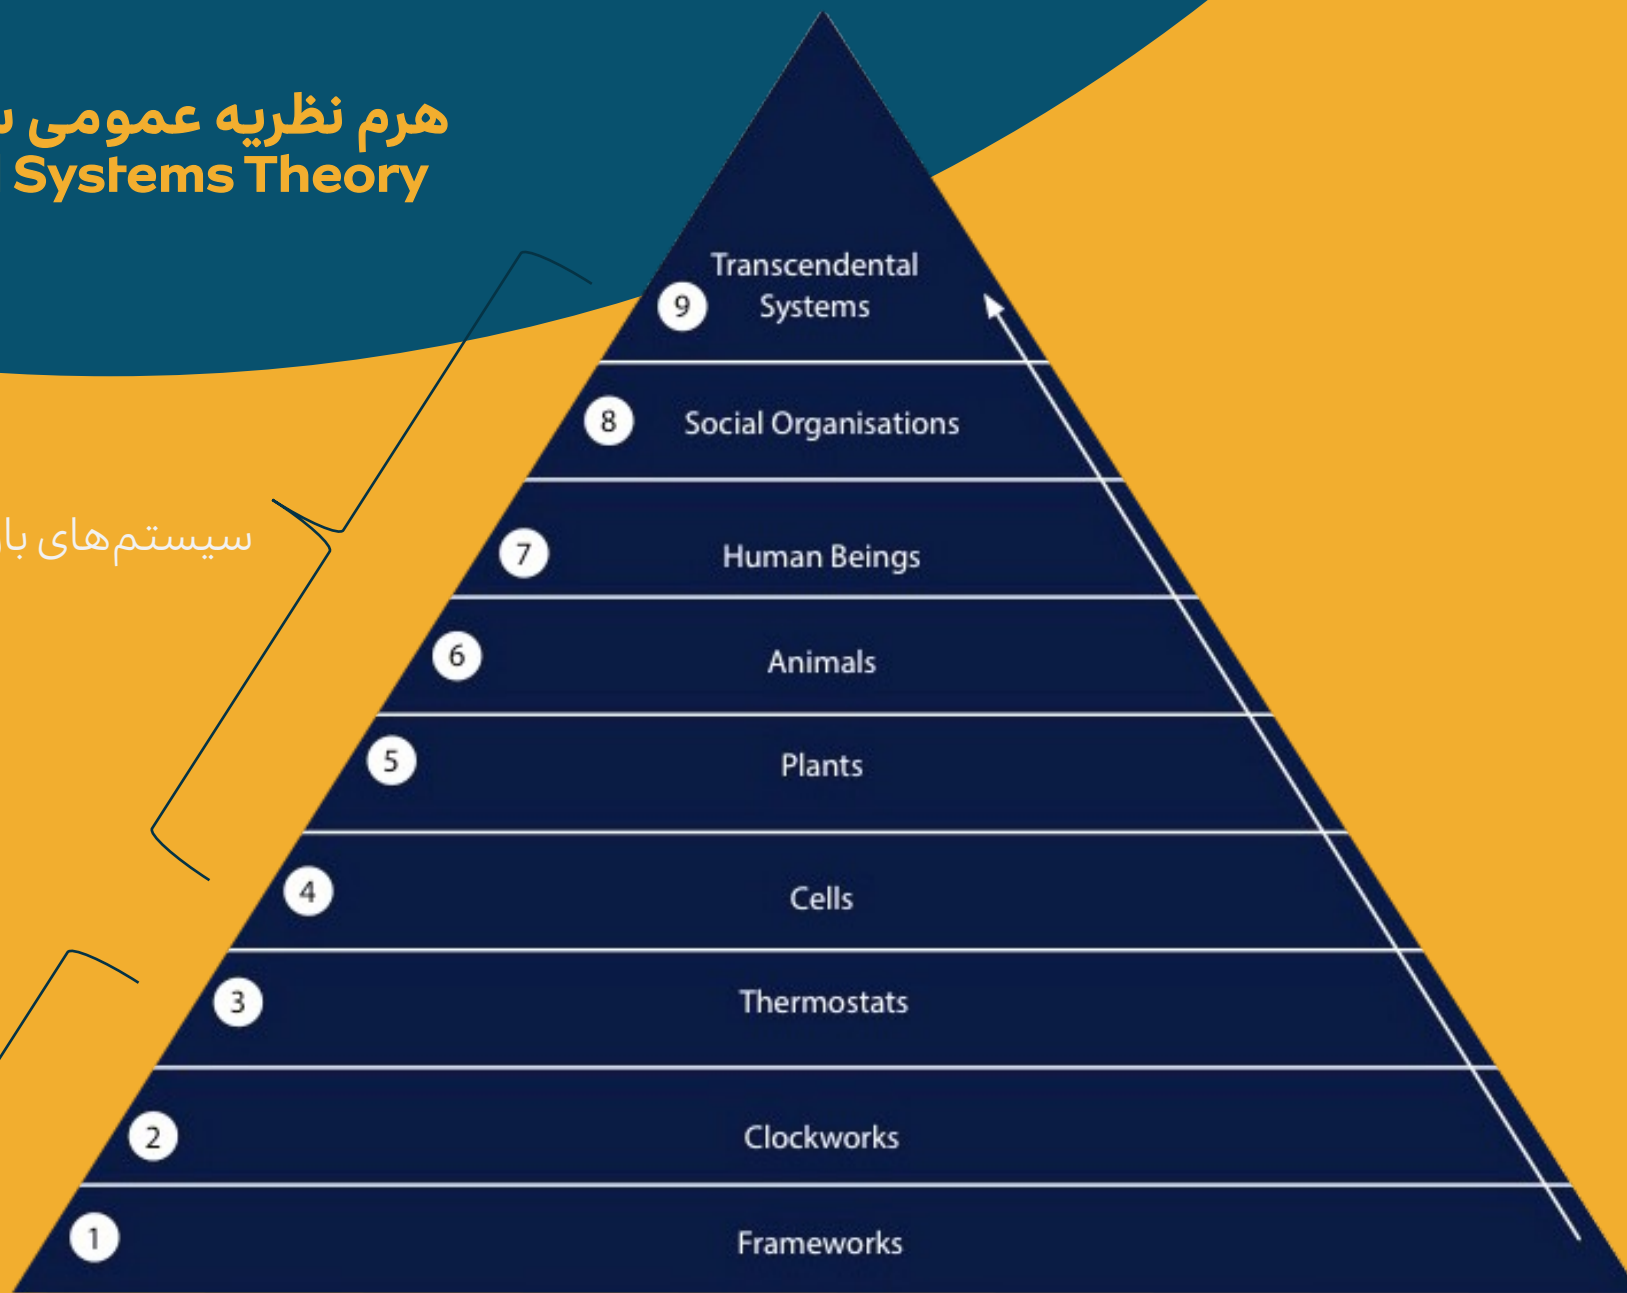 هرم نظریه عمومی
Systems Theory
Transcendental
Systems
9
8
Social Organisations
سیستم‌های
7
Human Beings
6
Animals
5
Plants
4
Cells
3
Thermostats
2
Clockworks
1
Frameworks